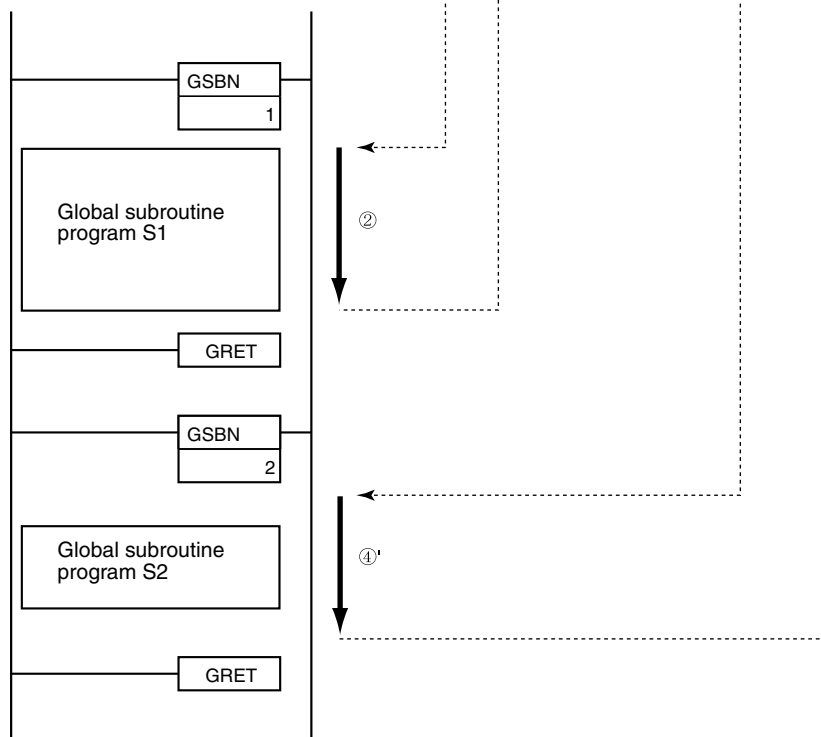 GSBN
1
Global subroutine
program S1
②
GRET
GSBN
2
Global subroutine
program S2
④'
GRET